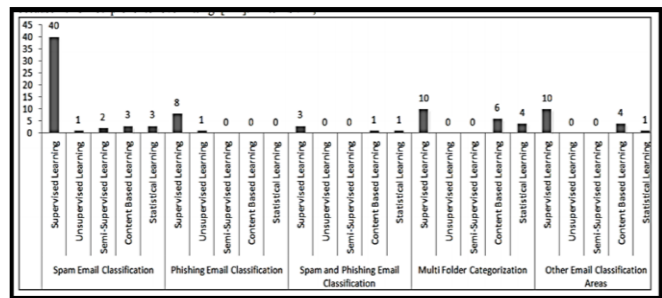 45
40
35
30
25
20
15
10
5
0
40 1 2 3 3 8 1 0 0 0 3 0 0 1 1 10 0 0 6 4 10 0 0 4 1
Supervised Learning
Unsupervised Learning
Semi-Supervised Learning
Content Based Learning
Statistical Learning
Supervised Learning
Unsupervised Learning
Semi-Supervised Learning
Content Based Learning
Statistical Learning
Supervised Learning
Unsupervised Learning
Semi-Supervised Learning
Content Based Learning
Statistical Learning
Supervised Learning
Unsupervised Learning
Semi-Supervised Learning
Content Based Learning
Statistical Learning
Supervised Learning
Unsupervised Learning
Semi-Supervised Learning
Content Based Learning
Statistical Learning
Spam Email Classification
Phishing Email Classification
Spam and Phishing Email
Classification
Multi Folder Categorization
Other Email Classification
Areas